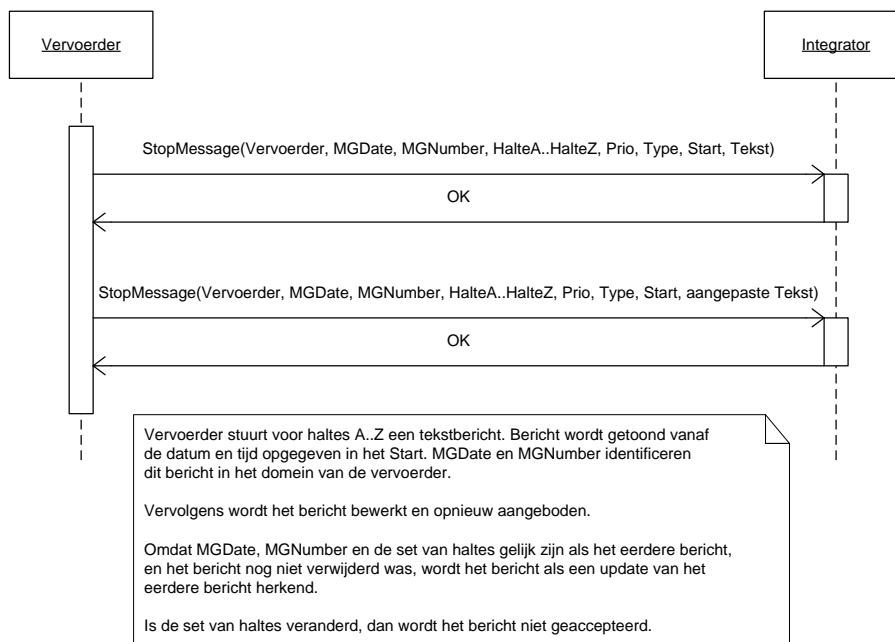 Vervoerder
Integrator
StopMessage(Vervoerder, MGDate, MGNumber, HalteA..HalteZ, Prio, Type, Start, Tekst)
OK
StopMessage(Vervoerder, MGDate, MGNumber, HalteA..HalteZ, Prio, Type, Start, aangepaste Tekst)
OK
Vervoerder stuurt voor haltes A..Z een tekstbericht. Bericht wordt getoond vanaf
de datum en tijd opgegeven in het Start. MGDate en MGNumber identificeren
dit bericht in het domein van de vervoerder.
Vervolgens wordt het bericht bewerkt en opnieuw aangeboden.
Omdat MGDate, MGNumber en de set van haltes gelijk zijn als het eerdere bericht,
en het bericht nog niet verwijderd was, wordt het bericht als een update van het
eerdere bericht herkend.
Is de set van haltes veranderd, dan wordt het bericht niet geaccepteerd.